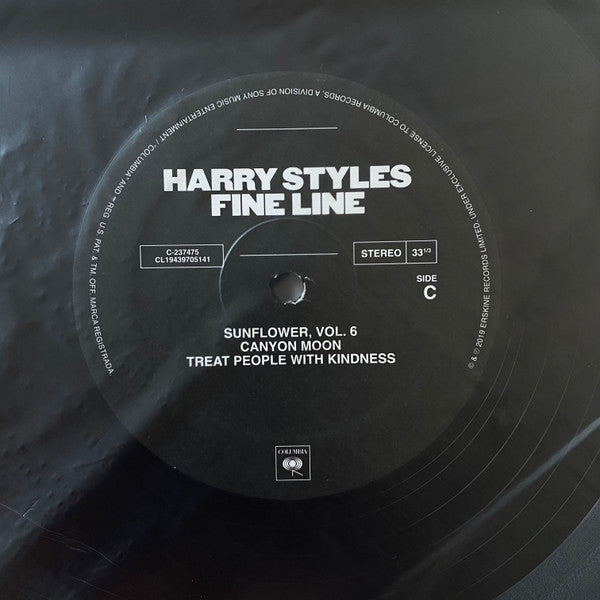 HARRY STYLES
FINE LINE
C-237475
CL19439705141
STEREO 33 1/3
SIDE
C
SUNFLOWER, VOL. 6
CANYON MOON
TREAT PEOPLE WITH KINDNESS
COLUMBIA
© & ℗ 2019 ERSKINE RECORDS LIMITED, UNDER EXCLUSIVE LICENSE TO COLUMBIA RECORDS, A DIVISION OF SONY MUSIC ENTERTAINMENT / "COLUMBIA" AND REG. U.S. PAT. & TM. OFF. MARCA REGISTRADA